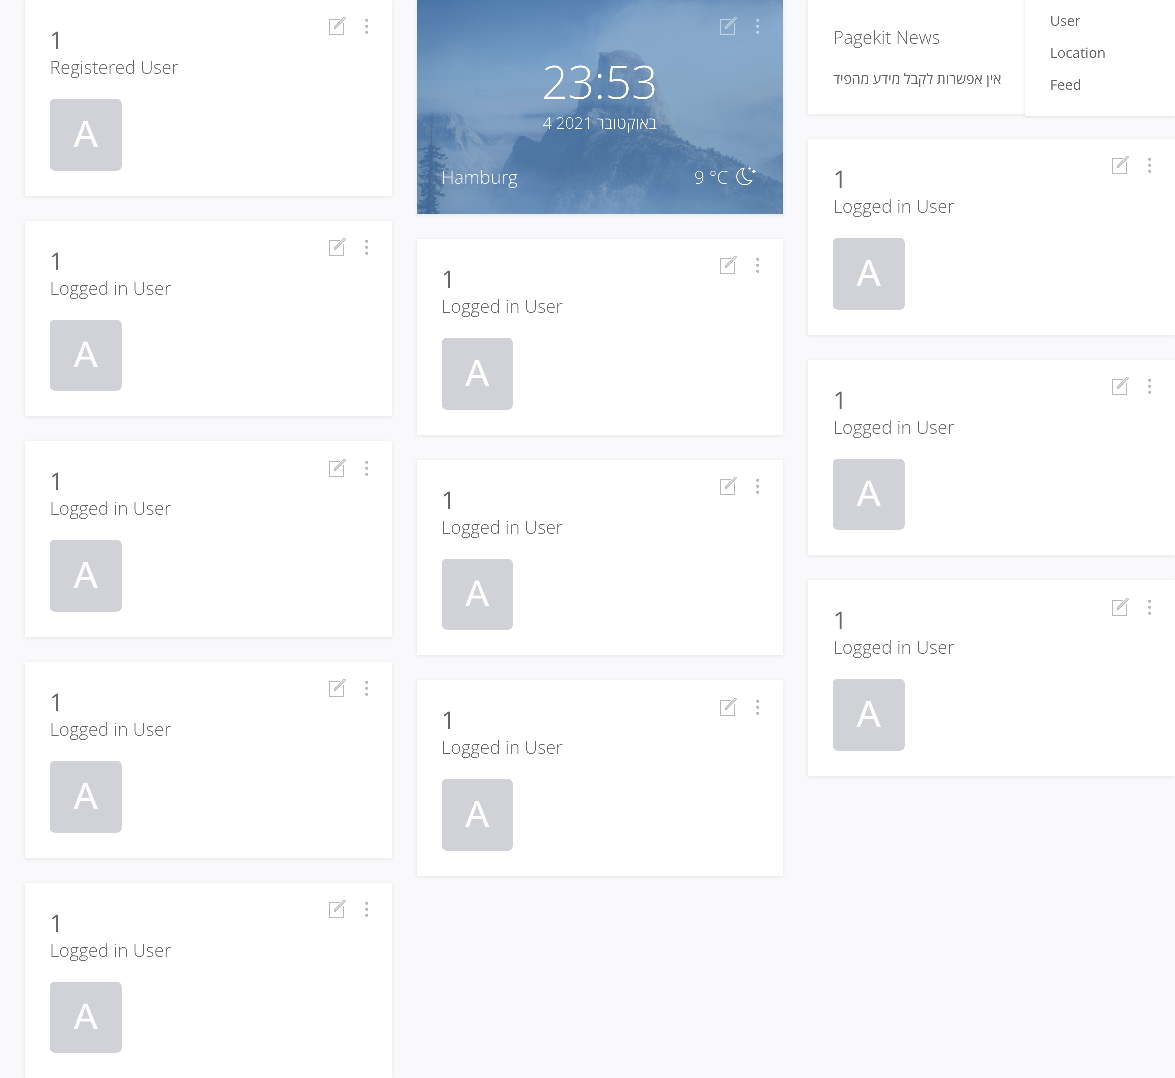 1
Registered User
A
1
Logged in User
A
1
Logged in User
A
1
Logged in User
A
1
Logged in User
A
23:53
4 באוקטובר 2021
Hamburg
9 °C
1
Logged in User
A
1
Logged in User
A
1
Logged in User
A
Pagekit News
אין אפשרות לקבל מידע מהפיד
User
Location
Feed
1
Logged in User
A
1
Logged in User
A
1
Logged in User
A